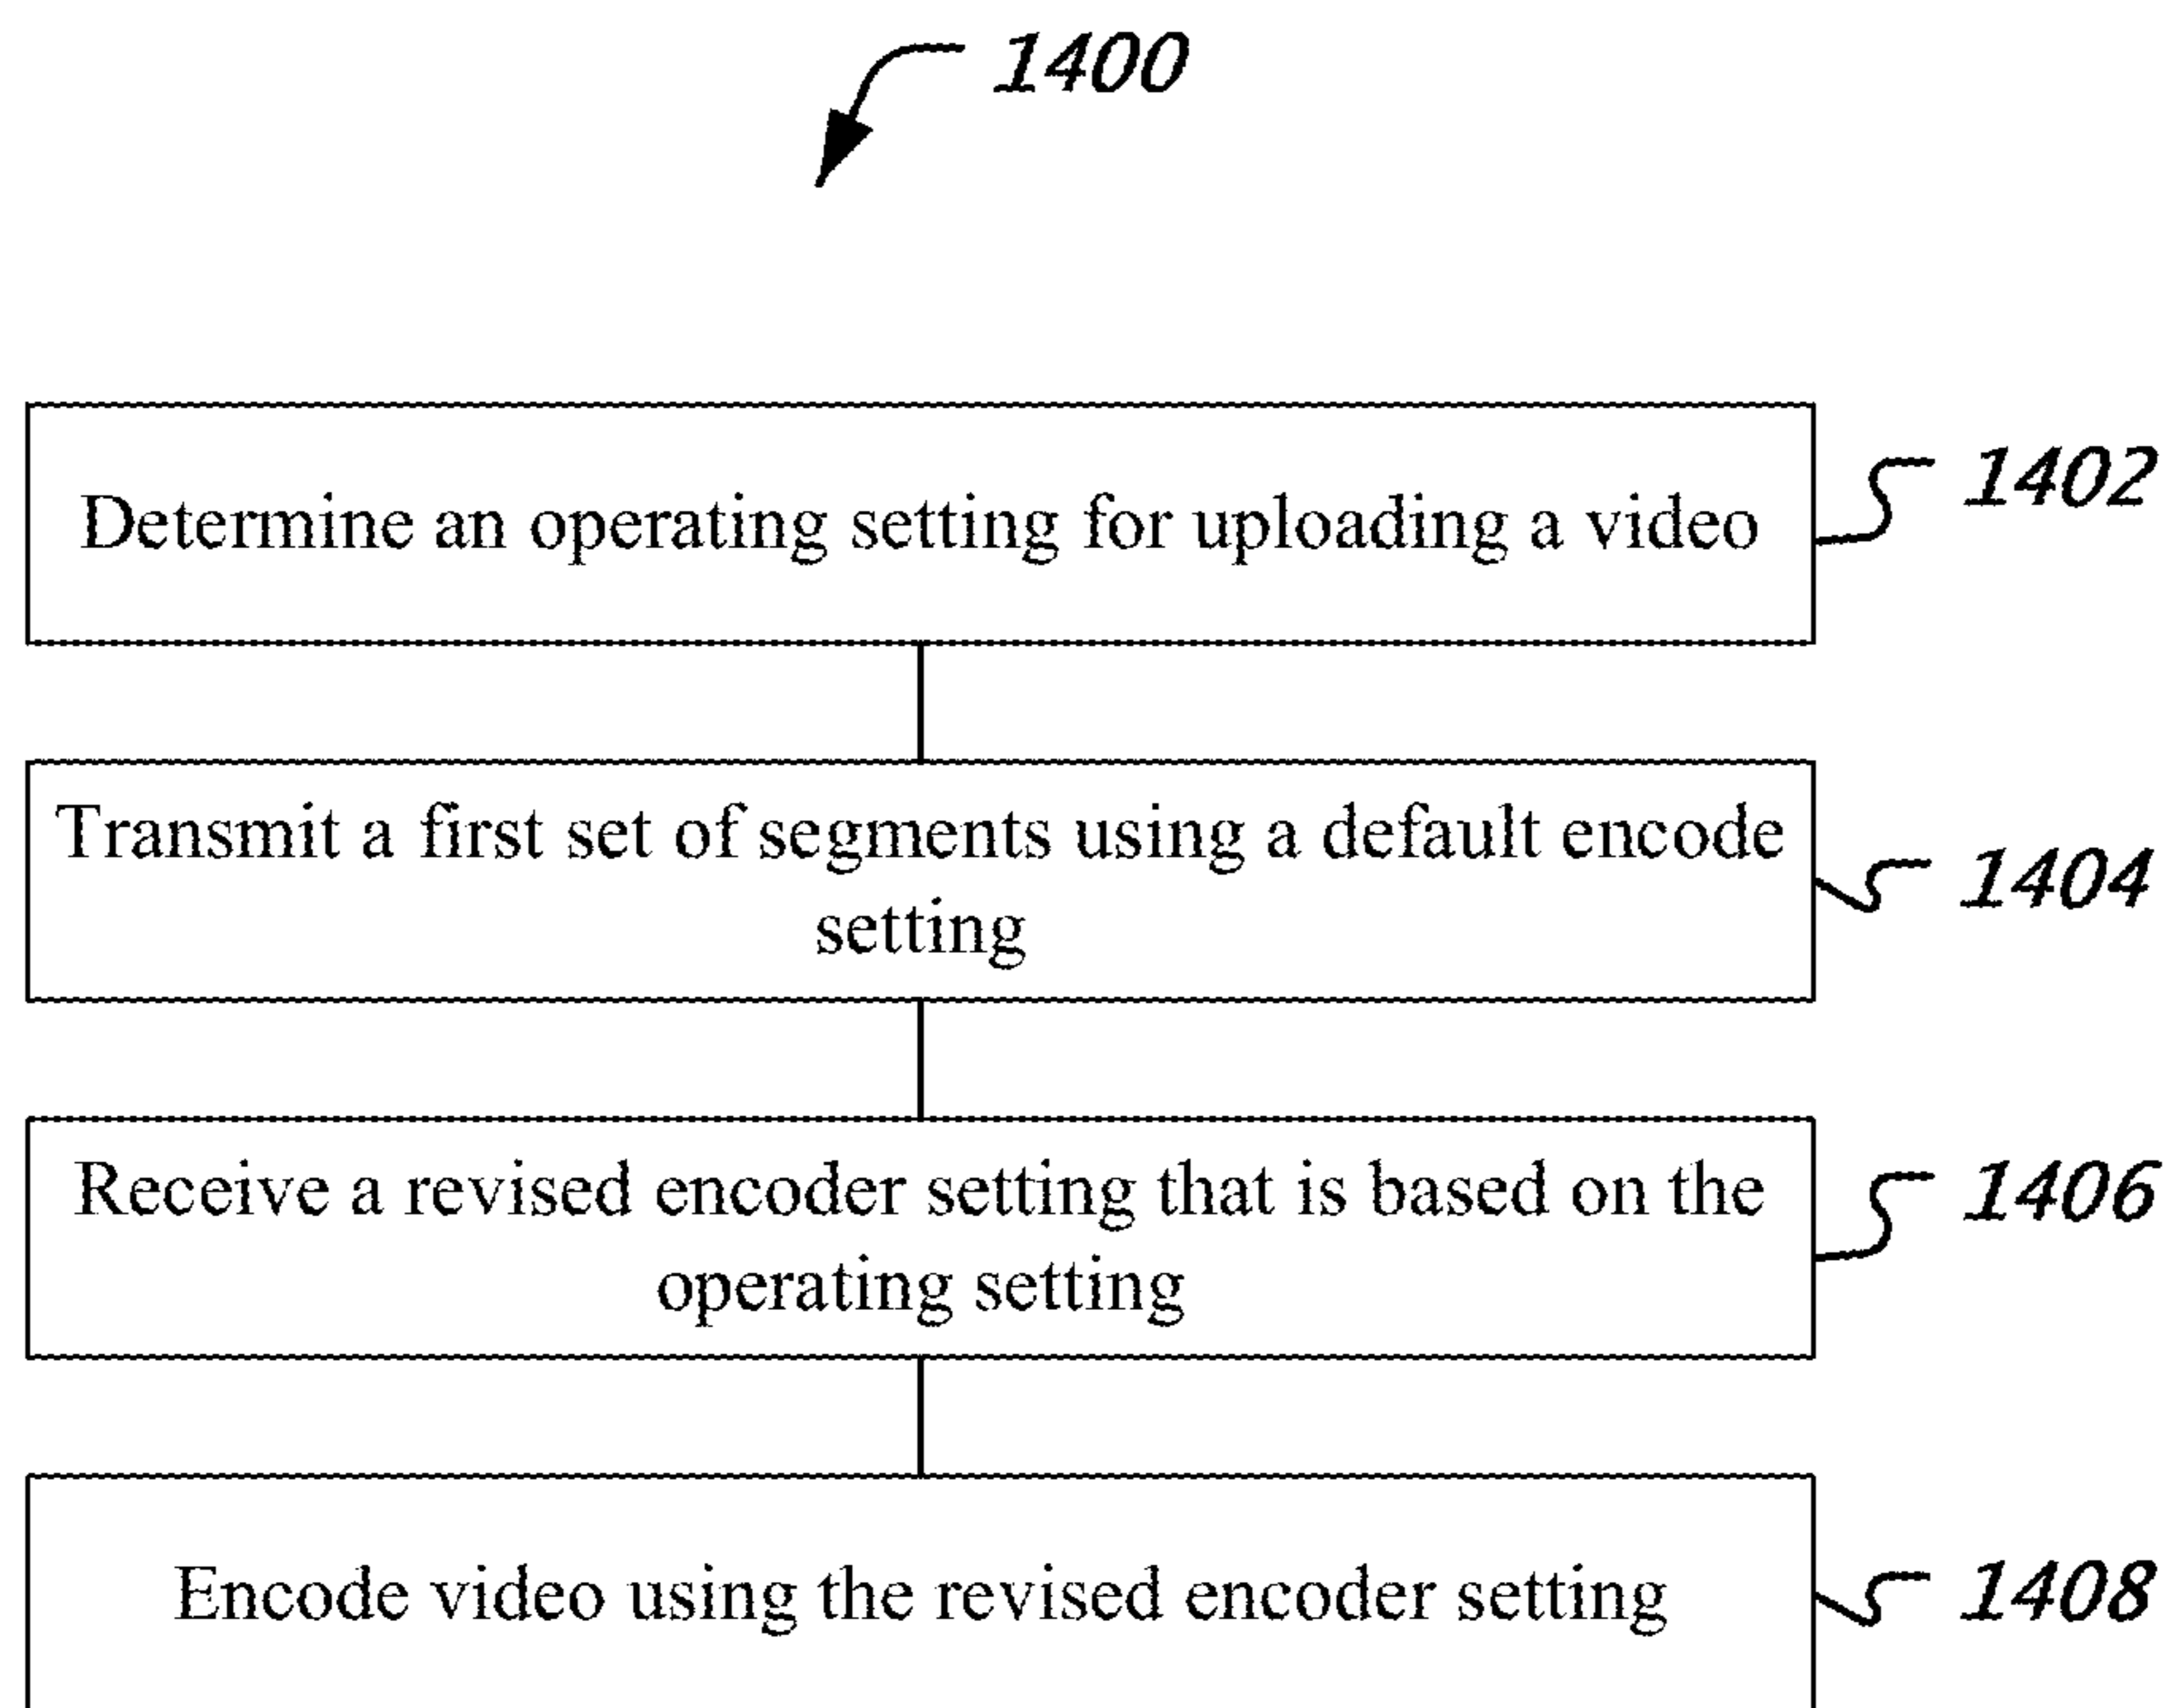 1400
Determine an operating setting for uploading a video
1402
Transmit a first set of segments using a default encode
setting
1404
Receive a revised encoder setting that is based on the
operating setting
1406
Encode video using the revised encoder setting
1408